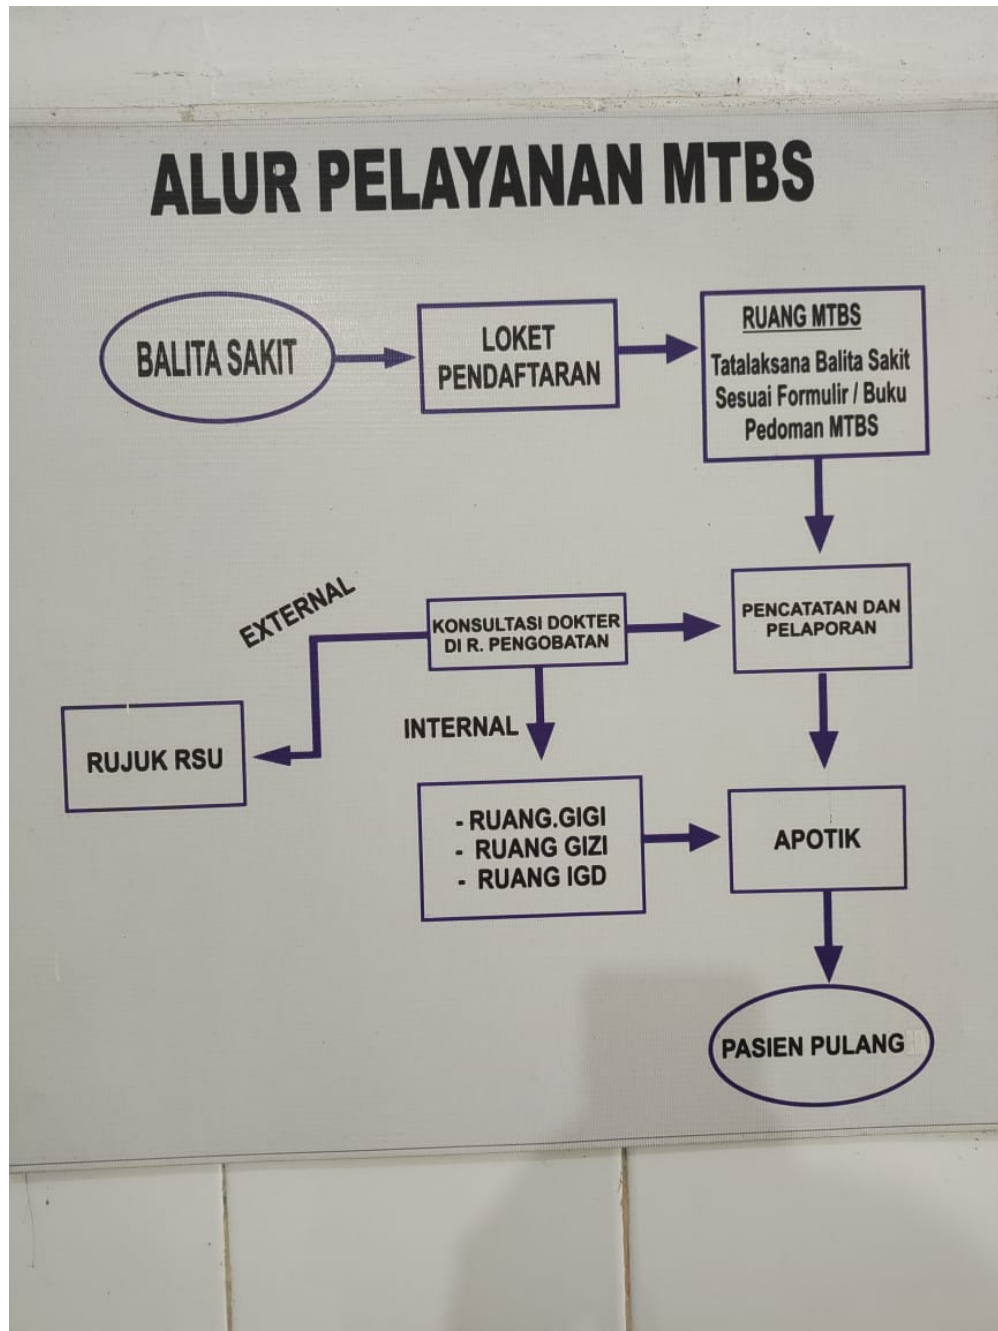 ALUR PELAYANAN MTBS
BALITA SAKIT
LOKET
PENDAFTARAN
RUANG MTBS
Tatalaksana Balita Sakit
Sesuai Formulir / Buku
Pedoman MTBS
EXTERNAL
KONSULTASI DOKTER
DI R. PENGOBATAN
PENCATATAN DAN
PELAPORAN
RUJUK RSU
INTERNAL
- RUANG.GIGI
- RUANG GIZI
- RUANG IGD
APOTIK
PASIEN PULANG